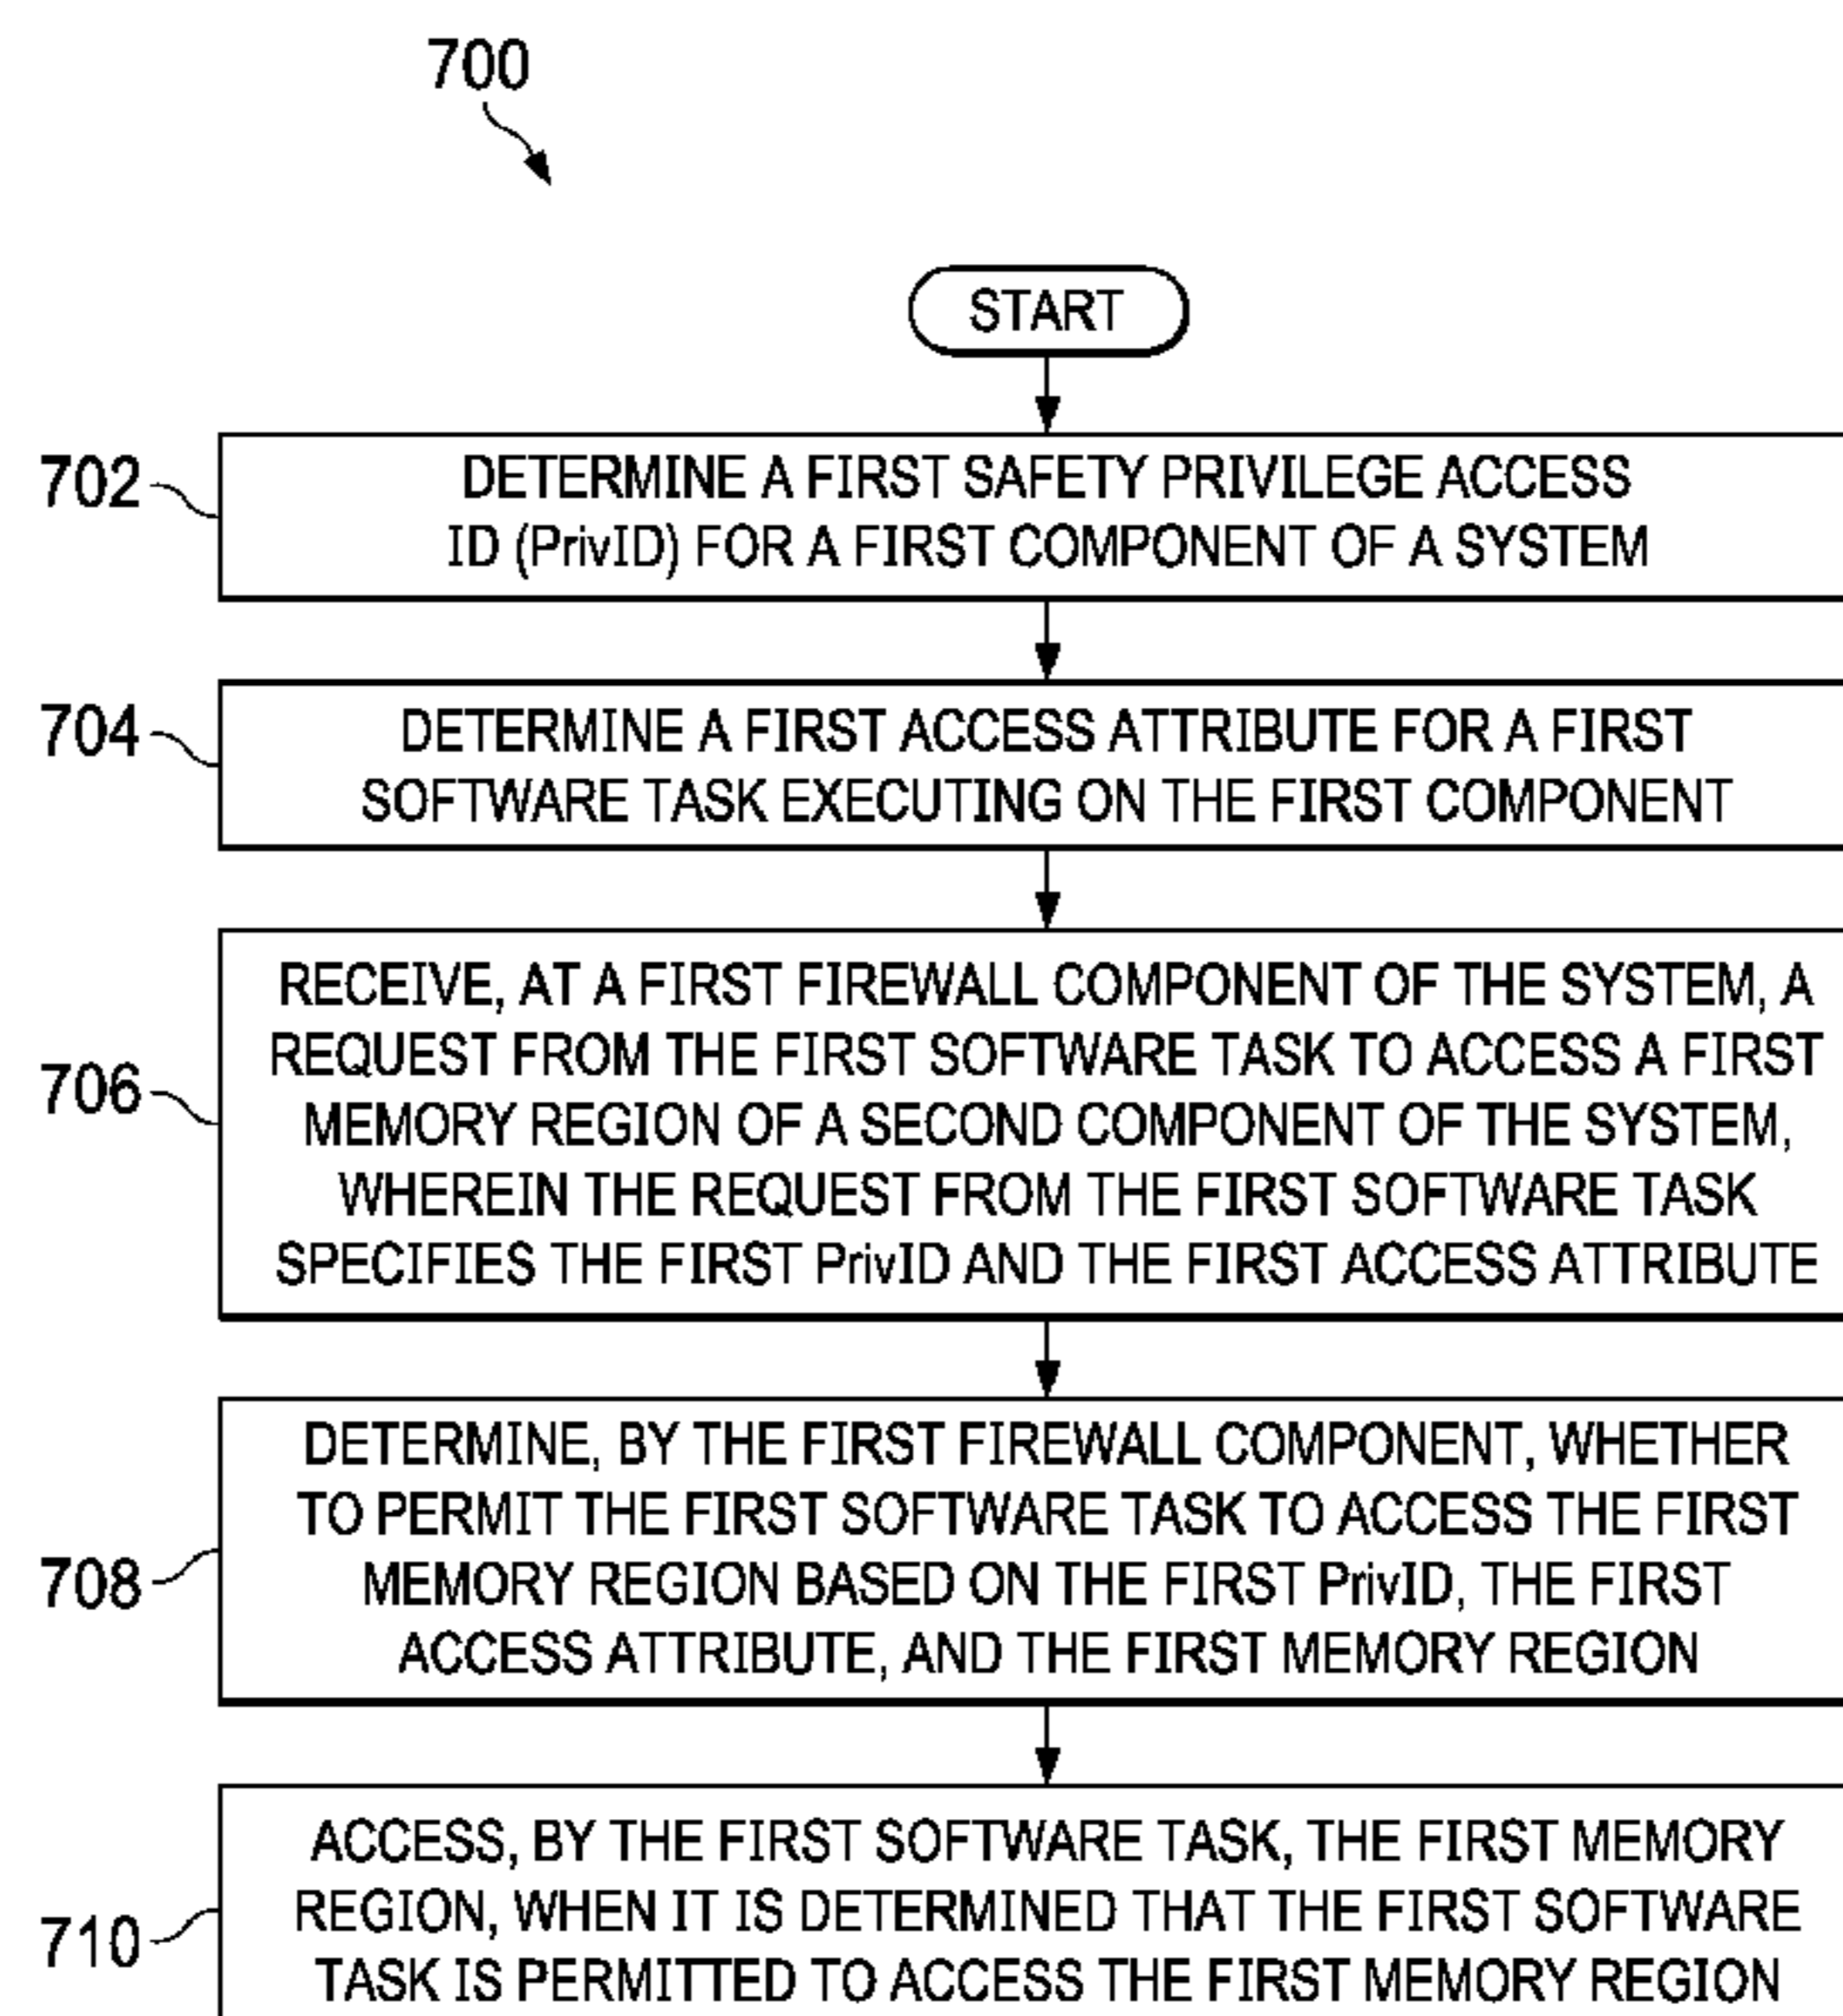 700
START
702
DETERMINE A FIRST SAFETY PRIVILEGE ACCESS
ID (PrivID) FOR A FIRST COMPONENT OF A SYSTEM
704
DETERMINE A FIRST ACCESS ATTRIBUTE FOR A FIRST
SOFTWARE TASK EXECUTING ON THE FIRST COMPONENT
706
RECEIVE, AT A FIRST FIREWALL COMPONENT OF THE SYSTEM, A
REQUEST FROM THE FIRST SOFTWARE TASK TO ACCESS A FIRST
MEMORY REGION OF A SECOND COMPONENT OF THE SYSTEM,
WHEREIN THE REQUEST FROM THE FIRST SOFTWARE TASK
SPECIFIES THE FIRST PrivID AND THE FIRST ACCESS ATTRIBUTE
708
DETERMINE, BY THE FIRST FIREWALL COMPONENT, WHETHER
TO PERMIT THE FIRST SOFTWARE TASK TO ACCESS THE FIRST
MEMORY REGION BASED ON THE FIRST PrivID, THE FIRST
ACCESS ATTRIBUTE, AND THE FIRST MEMORY REGION
710
ACCESS, BY THE FIRST SOFTWARE TASK, THE FIRST MEMORY
REGION, WHEN IT IS DETERMINED THAT THE FIRST SOFTWARE
TASK IS PERMITTED TO ACCESS THE FIRST MEMORY REGION